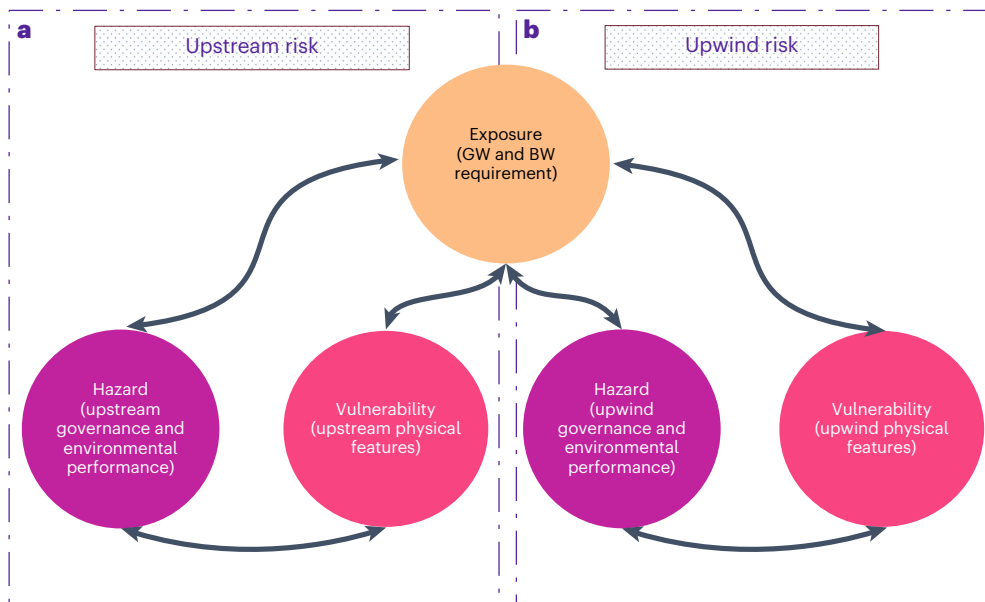 a
Upstream risk
b
Upwind risk
Exposure
(GW and BW
requirement)
Hazard
(upstream
governance and
environmental
performance)
Vulnerability
(upstream physical
features)
Hazard
(upwind
governance and
environmental
performance)
Vulnerability
(upwind physical
features)